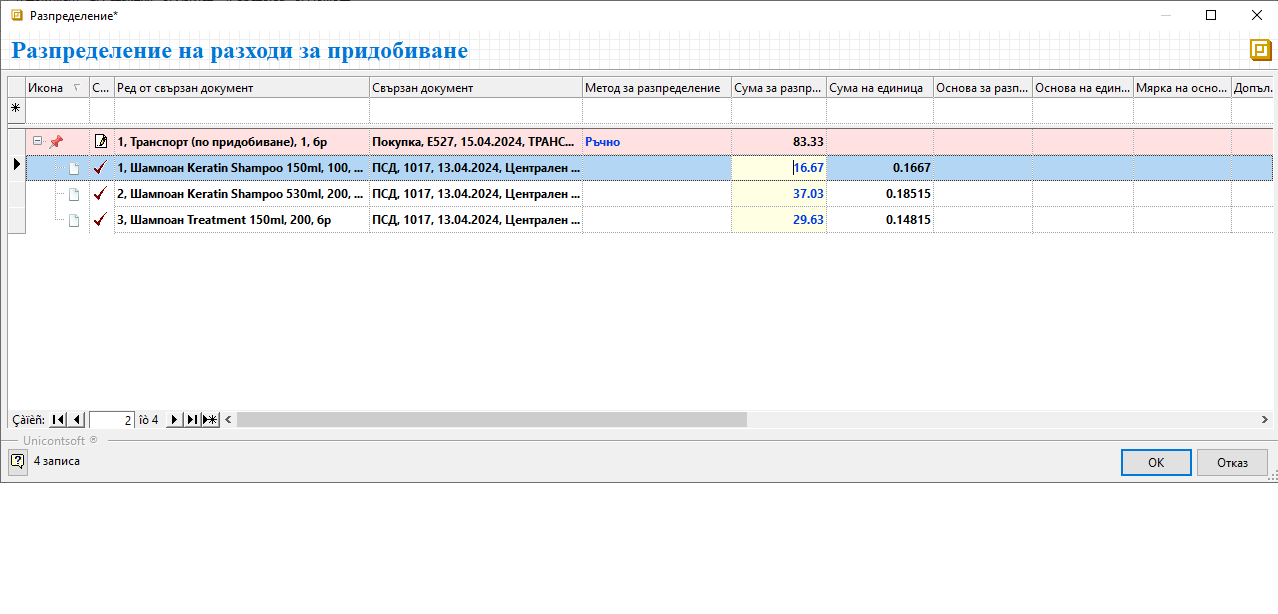 Разпределение*
Разпределение на разходи за придобиване
Икона С... Ред от свързан документ Свързан документ Метод за разпределение Сума за разпр... Сума на единица Основа за разп... Основа на един... Мярка на осно... Допъл.
1, Транспорт (по придобиване), 1, бр Покупка, E527, 15.04.2024, ТРАНС... Ръчно 83.33
1, Шампоан Keratin Shampoo 150ml, 100, ... ПСД, 1017, 13.04.2024, Централен ... 16.67 0.1667
2, Шампоан Keratin Shampoo 530ml, 200, ... ПСД, 1017, 13.04.2024, Централен ... 37.03 0.18515
3, Шампоан Treatment 150ml, 200, бр ПСД, 1017, 13.04.2024, Централен ... 29.63 0.14815
Çàïèñ: 2 îò 4
Unicontsoft ®
4 записа
OK Отказ